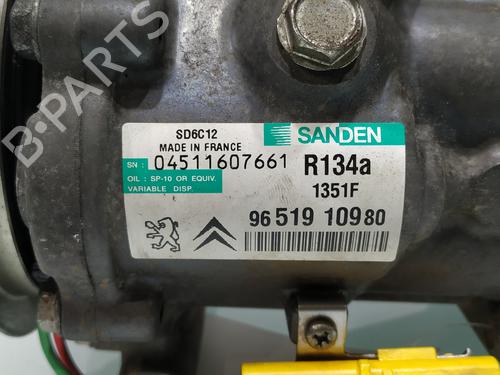 B-PARTS
SD6C12
MADE IN FRANCE
SANDEN
SN: 04511607661
R134a
OIL : SP-10 OR EQUIV.
VARIABLE DISP.
1351F
96 519 109 80